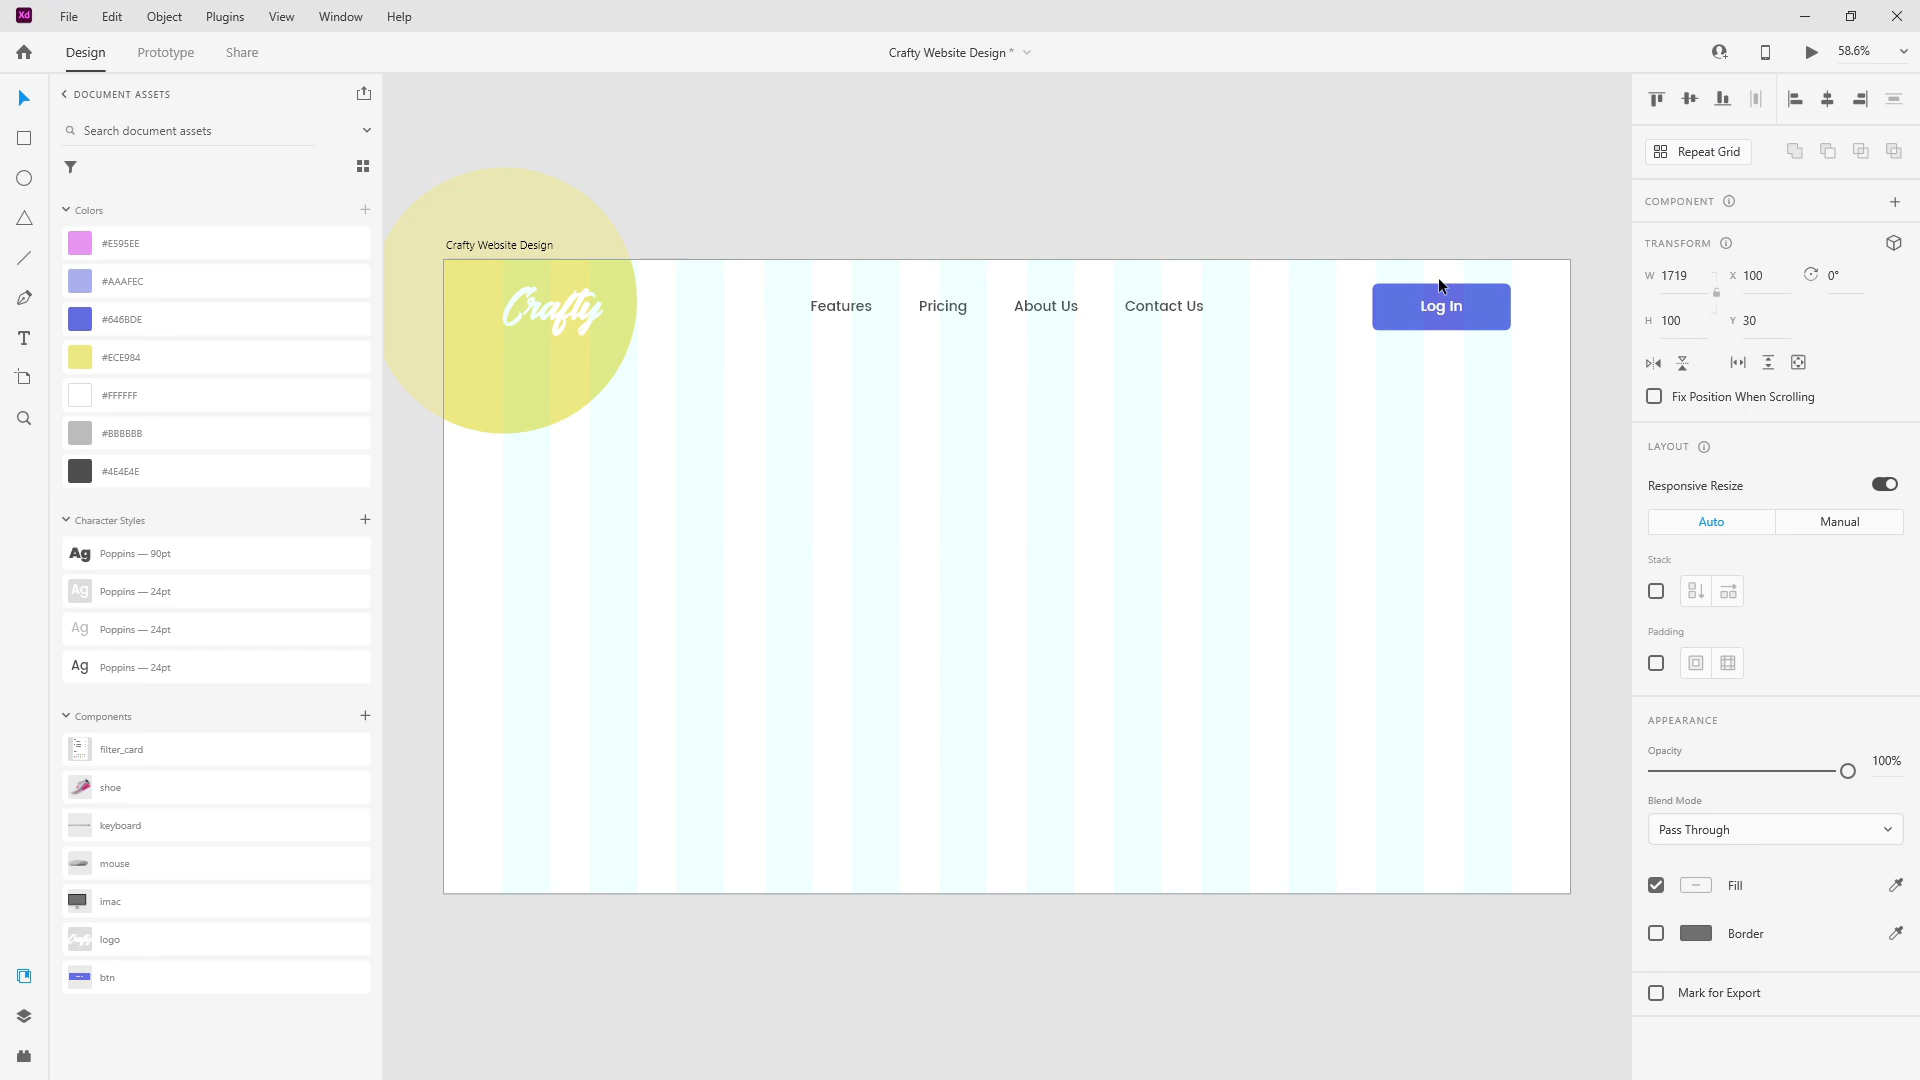 Xd File Edit Object Plugins View Window Help
Design Prototype Share Crafty Website Design * 58.6%
DOCUMENT ASSETS
Search document assets
Colors
#E595EE
#AAAFEC
#646BDE
#ECE984
#FFFFFF
#BBBBBB
#4E4E4E
Character Styles
Ag Poppins — 90pt
Ag Poppins — 24pt
Ag Poppins — 24pt
Ag Poppins — 24pt
Components
filter_card
shoe
keyboard
mouse
imac
logo
btn
Crafty Website Design
Crafty Features Pricing About Us Contact Us Log In
Repeat Grid
COMPONENT
TRANSFORM
W 1719 X 100 0°
H 100 Y 30
Fix Position When Scrolling
LAYOUT
Responsive Resize
Auto Manual
Stack
Padding
APPEARANCE
Opacity
100%
Blend Mode
Pass Through
Fill
Border
Mark for Export